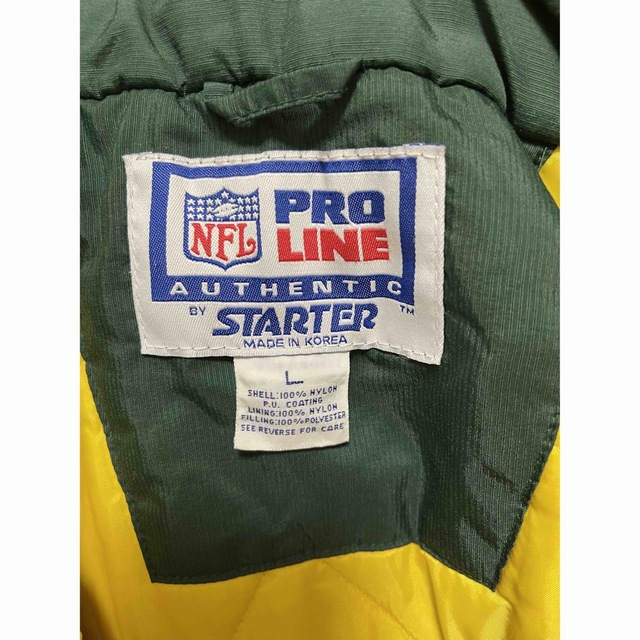 NFL
PRO
LINE
AUTHENTIC
BY STARTER TM
MADE IN KOREA
L
SHELL:100% NYLON
P.U. COATING
LINING:100% NYLON
FILLING:100%POLYESTER
SEE REVERSE FOR CARE